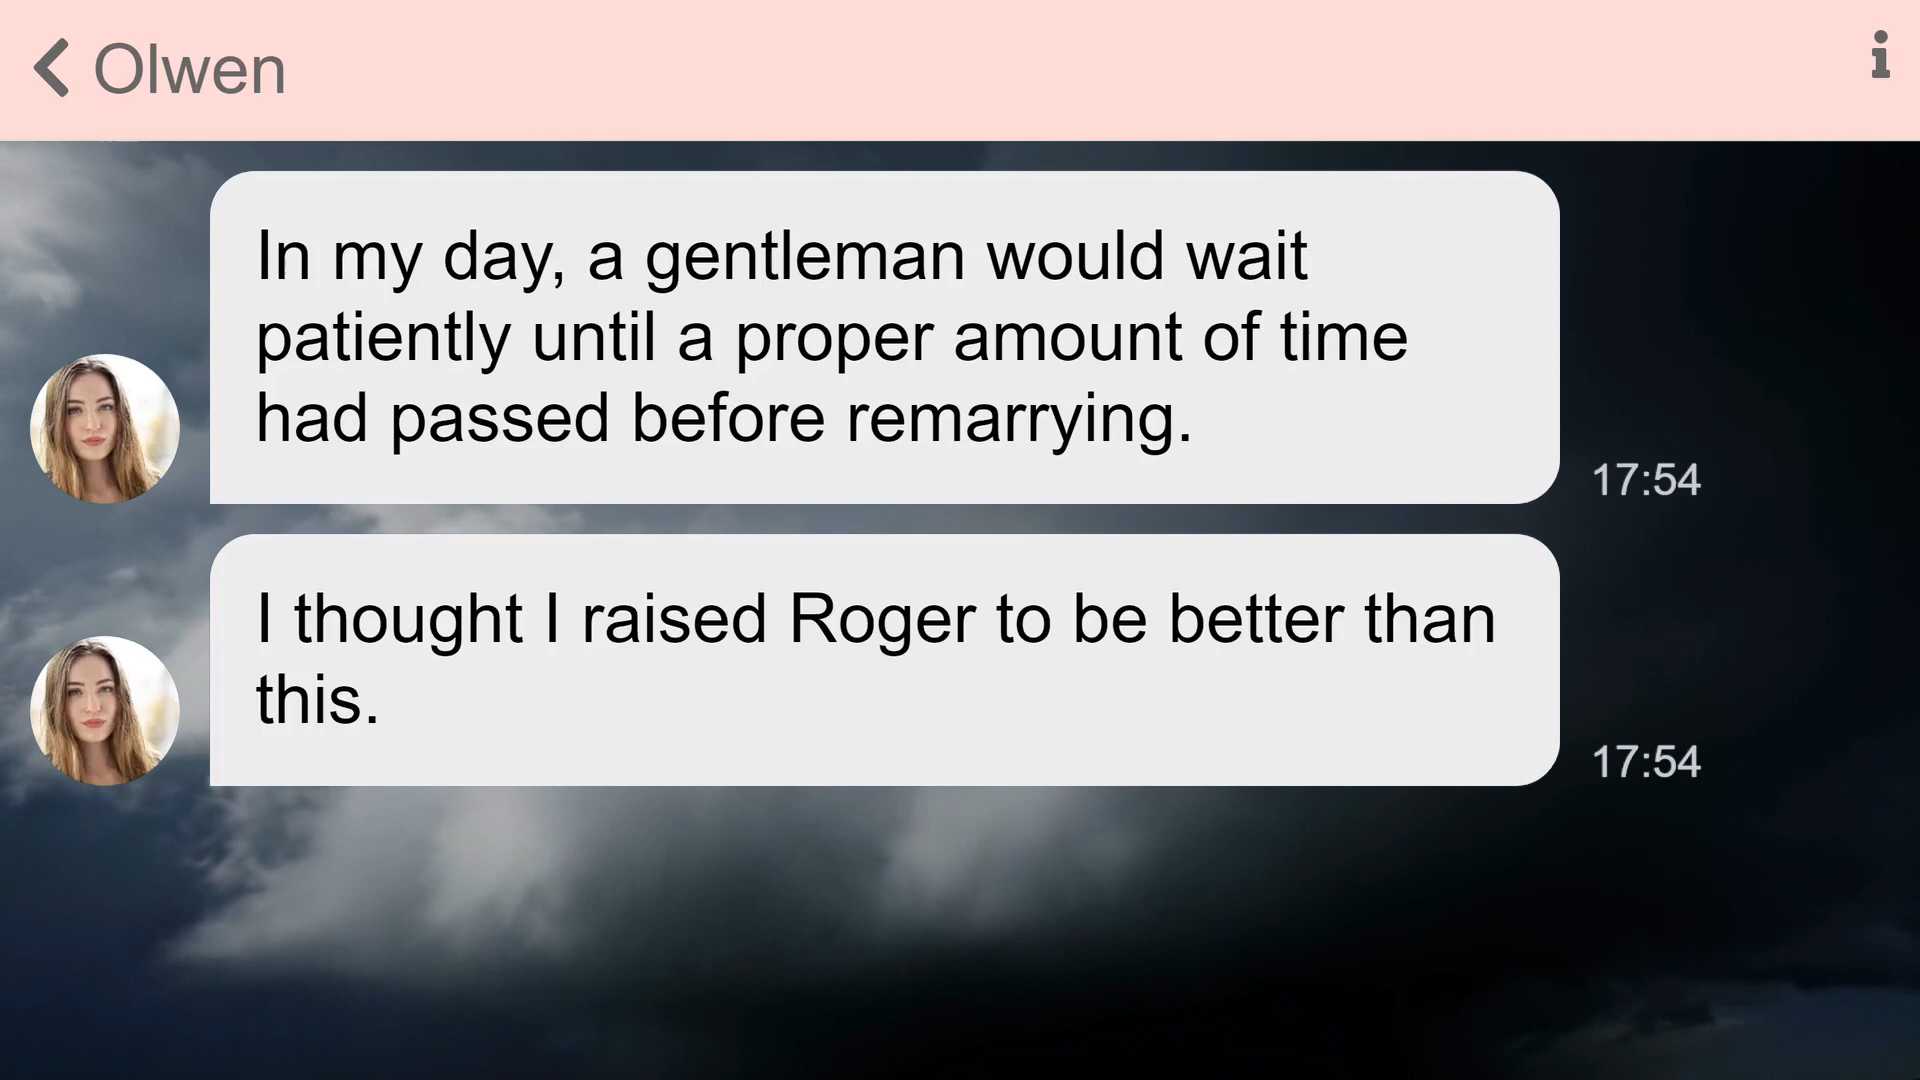 Olwen
In my day, a gentleman would wait
patiently until a proper amount of time
had passed before remarrying.
17:54
I thought I raised Roger to be better than
this.
17:54